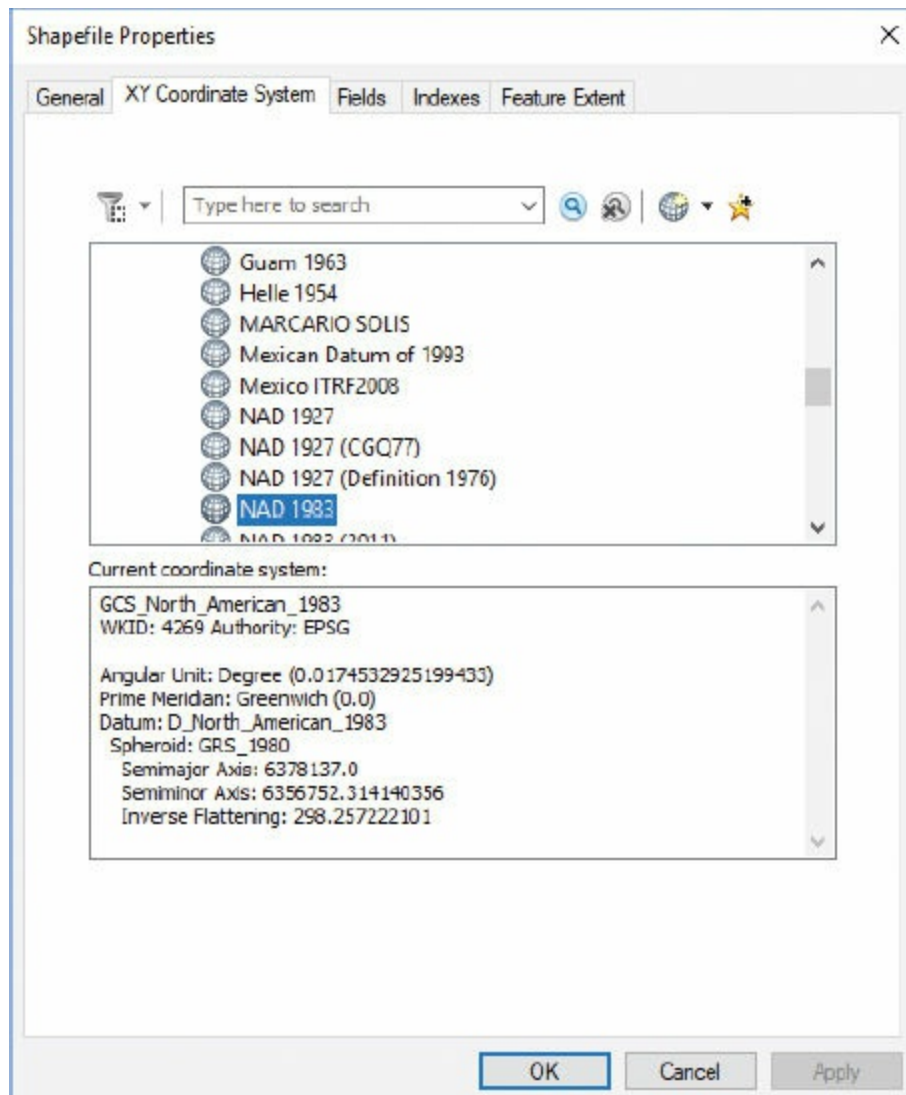 Shapefile Properties
General XY Coordinate System Fields Indexes Feature Extent
Type here to search
Guam 1963
Helle 1954
MARCARIO SOLIS
Mexican Datum of 1993
Mexico ITRF2008
NAD 1927
NAD 1927 (CGQ77)
NAD 1927 (Definition 1976)
NAD 1983
NAD 1983 (2011)
Current coordinate system:
GCS_North_American_1983
WKID: 4269 Authority: EPSG
Angular Unit: Degree (0.0174532925199433)
Prime Meridian: Greenwich (0.0)
Datum: D_North_American_1983
Spheroid: GRS_1980
Semimajor Axis: 6378137.0
Semiminor Axis: 6356752.314140356
Inverse Flattening: 298.257222101
OK Cancel Apply